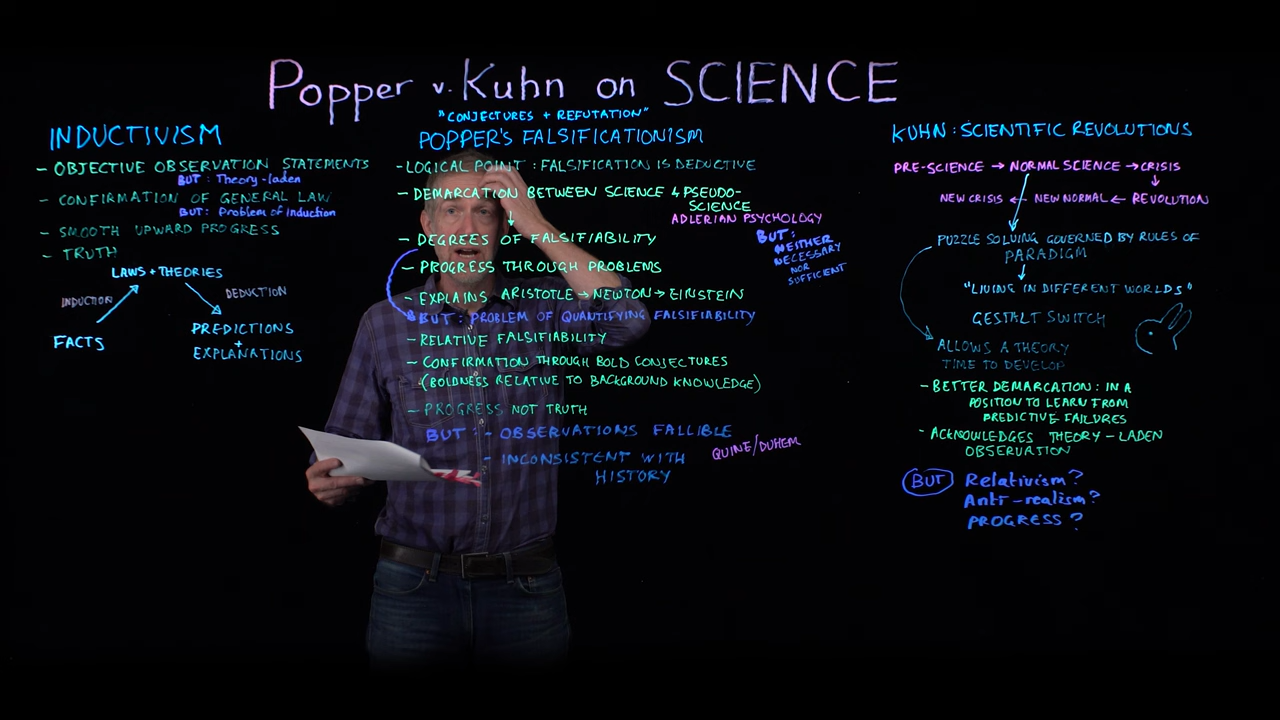 Popper v. Kuhn on SCIENCE
INDUCTIVISM
- OBJECTIVE OBSERVATION STATEMENTS
BUT: Theory-laden
- CONFIRMATION OF GENERAL LAW
BUT: Problem of Induction
- SMOOTH UPWARD PROGRESS
- TRUTH
LAWS + THEORIES
INDUCTION
DEDUCTION
FACTS
PREDICTIONS
+
EXPLANATIONS
"CONJECTURES + REFUTATION"
POPPER'S FALSIFICATIONISM
- LOGICAL POINT: FALSIFICATION IS DEDUCTIVE
- DEMARCATION BETWEEN SCIENCE & PSEUDO-
SCIENCE
ADLERIAN PSYCHOLOGY
BUT:
NEITHER
NECESSARY
NOR
SUFFICIENT
↓
- DEGREES OF FALSIFIABILITY
- PROGRESS THROUGH PROBLEMS
- EXPLAINS ARISTOTLE → NEWTON → EINSTEIN
BUT: PROBLEM OF QUANTIFYING FALSIFIABILITY
- RELATIVE FALSIFIABILITY
- CONFIRMATION THROUGH BOLD CONJECTURES
(BOLDNESS RELATIVE TO BACKGROUND KNOWLEDGE)
- PROGRESS NOT TRUTH
BUT: - OBSERVATIONS FALLIBLE
- INCONSISTENT WITH
HISTORY
QUINE/DUHEM
KUHN: SCIENTIFIC REVOLUTIONS
PRE-SCIENCE → NORMAL SCIENCE → CRISIS
↓
NEW CRISIS ← NEW NORMAL ← REVOLUTION
PUZZLE SOLVING GOVERNED BY RULES OF
PARADIGM
↓
"LIVING IN DIFFERENT WORLDS"
GESTALT SWITCH
ALLOWS A THEORY
TIME TO DEVELOP
- BETTER DEMARCATION: IN A
POSITION TO LEARN FROM
PREDICTIVE FAILURES
- ACKNOWLEDGES THEORY-LADEN
OBSERVATION
BUT Relativism?
Anti-realism?
PROGRESS?